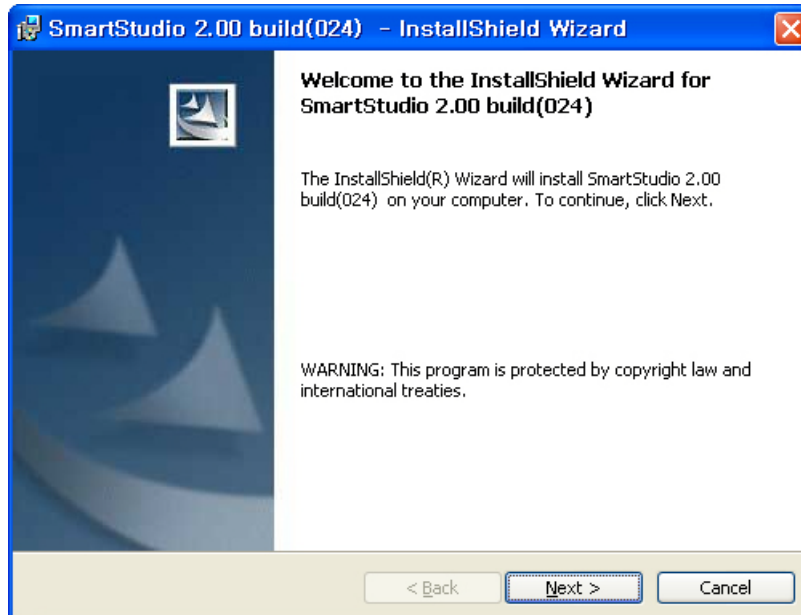 SmartStudio 2.00 build(024) - InstallShield Wizard
Welcome to the InstallShield Wizard for
SmartStudio 2.00 build(024)
The InstallShield(R) Wizard will install SmartStudio 2.00
build(024) on your computer. To continue, click Next.
WARNING: This program is protected by copyright law and
international treaties.
< Back Next > Cancel